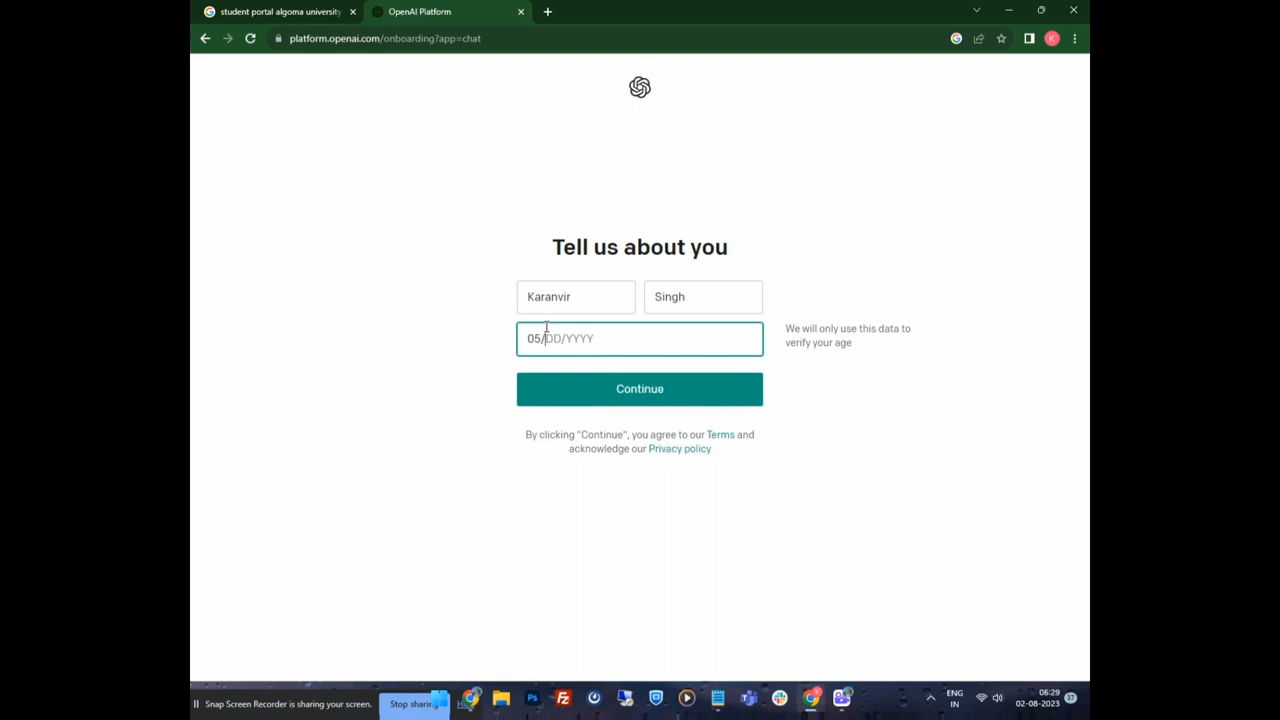 student portal algoma university
OpenAI Platform
platform.openai.com/onboarding?app=chat
K
Tell us about you
Karanvir
Singh
05/DD/YYYY
We will only use this data to
verify your age
Continue
By clicking "Continue", you agree to our Terms and
acknowledge our Privacy policy
Snap Screen Recorder is sharing your screen.
Stop sharing
Ps
ENG
IN
06:29
02-08-2023
37